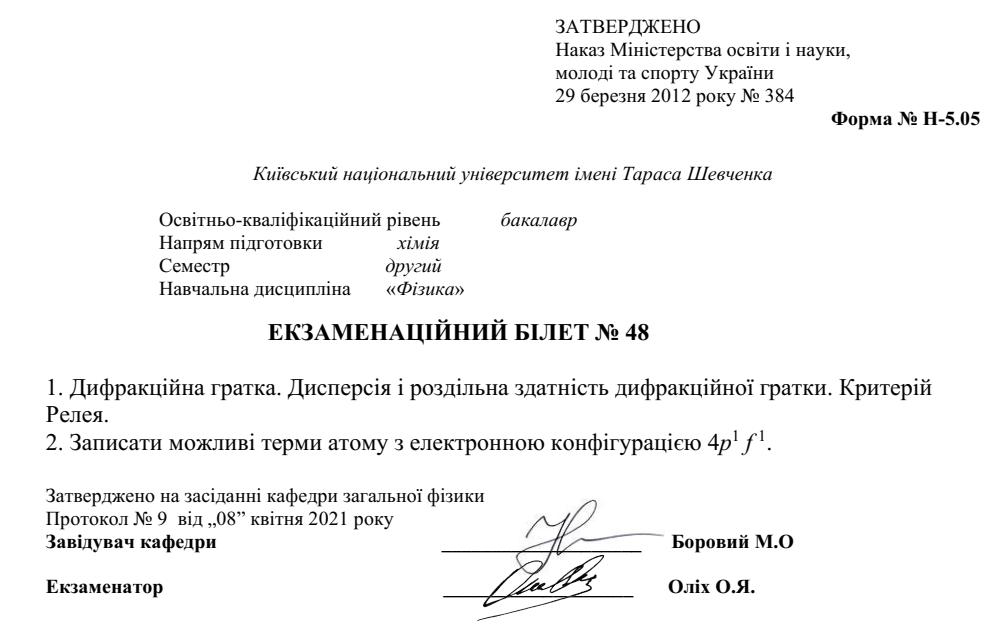 ЗАТВЕРДЖЕНО
Наказ Міністерства освіти і науки,
молоді та спорту України
29 березня 2012 року № 384
Форма № Н-5.05
Київський національний університет імені Тараса Шевченка
Освітньо-кваліфікаційний рівень бакалавр
Напрям підготовки хімія
Семестр другий
Навчальна дисципліна «Фізика»
ЕКЗАМЕНАЦІЙНИЙ БІЛЕТ № 48
1. Дифракційна гратка. Дисперсія і роздільна здатність дифракційної гратки. Критерій
Релея.
2. Записати можливі терми атому з електронною конфігурацією 4p¹ f¹.
Затверджено на засіданні кафедри загальної фізики
Протокол № 9 від „08” квітня 2021 року
Завідувач кафедри ____________________ Боровий М.О
Екзаменатор ____________________ Оліх О.Я.